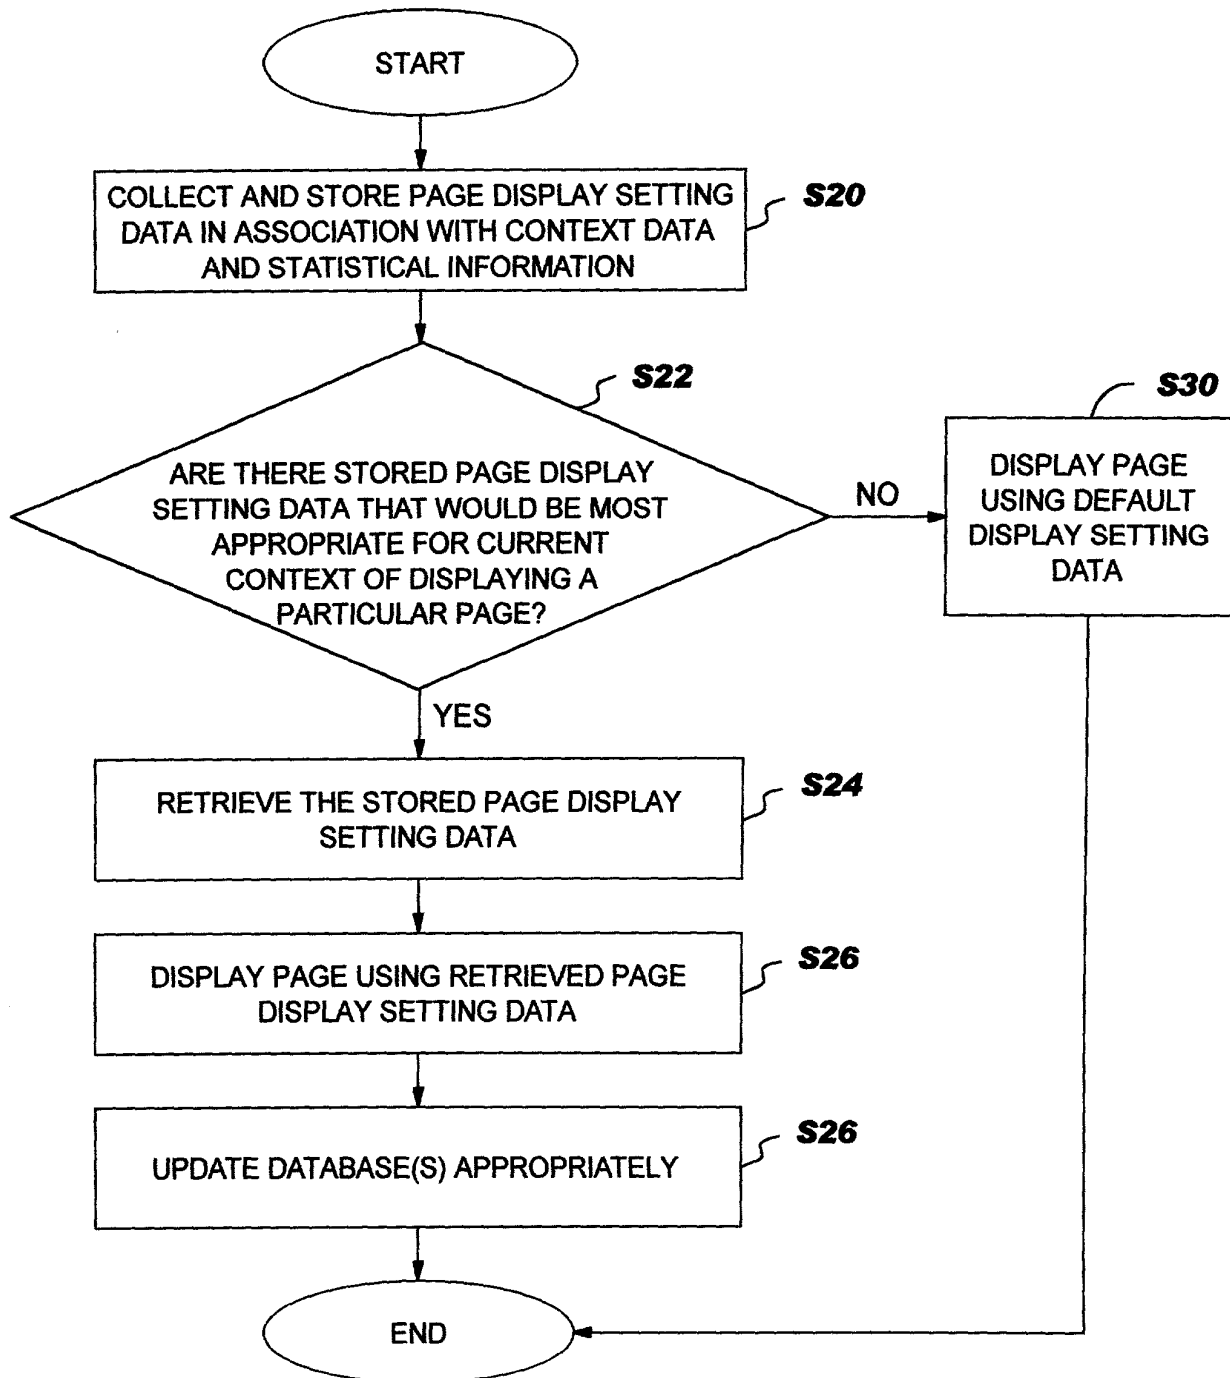 START
COLLECT AND STORE PAGE DISPLAY SETTING
DATA IN ASSOCIATION WITH CONTEXT DATA
AND STATISTICAL INFORMATION
S20
S22
ARE THERE STORED PAGE DISPLAY
SETTING DATA THAT WOULD BE MOST
APPROPRIATE FOR CURRENT
CONTEXT OF DISPLAYING A
PARTICULAR PAGE?
NO
S30
DISPLAY PAGE
USING DEFAULT
DISPLAY SETTING
DATA
YES
RETRIEVE THE STORED PAGE DISPLAY
SETTING DATA
S24
DISPLAY PAGE USING RETRIEVED PAGE
DISPLAY SETTING DATA
S26
UPDATE DATABASE(S) APPROPRIATELY
S26
END